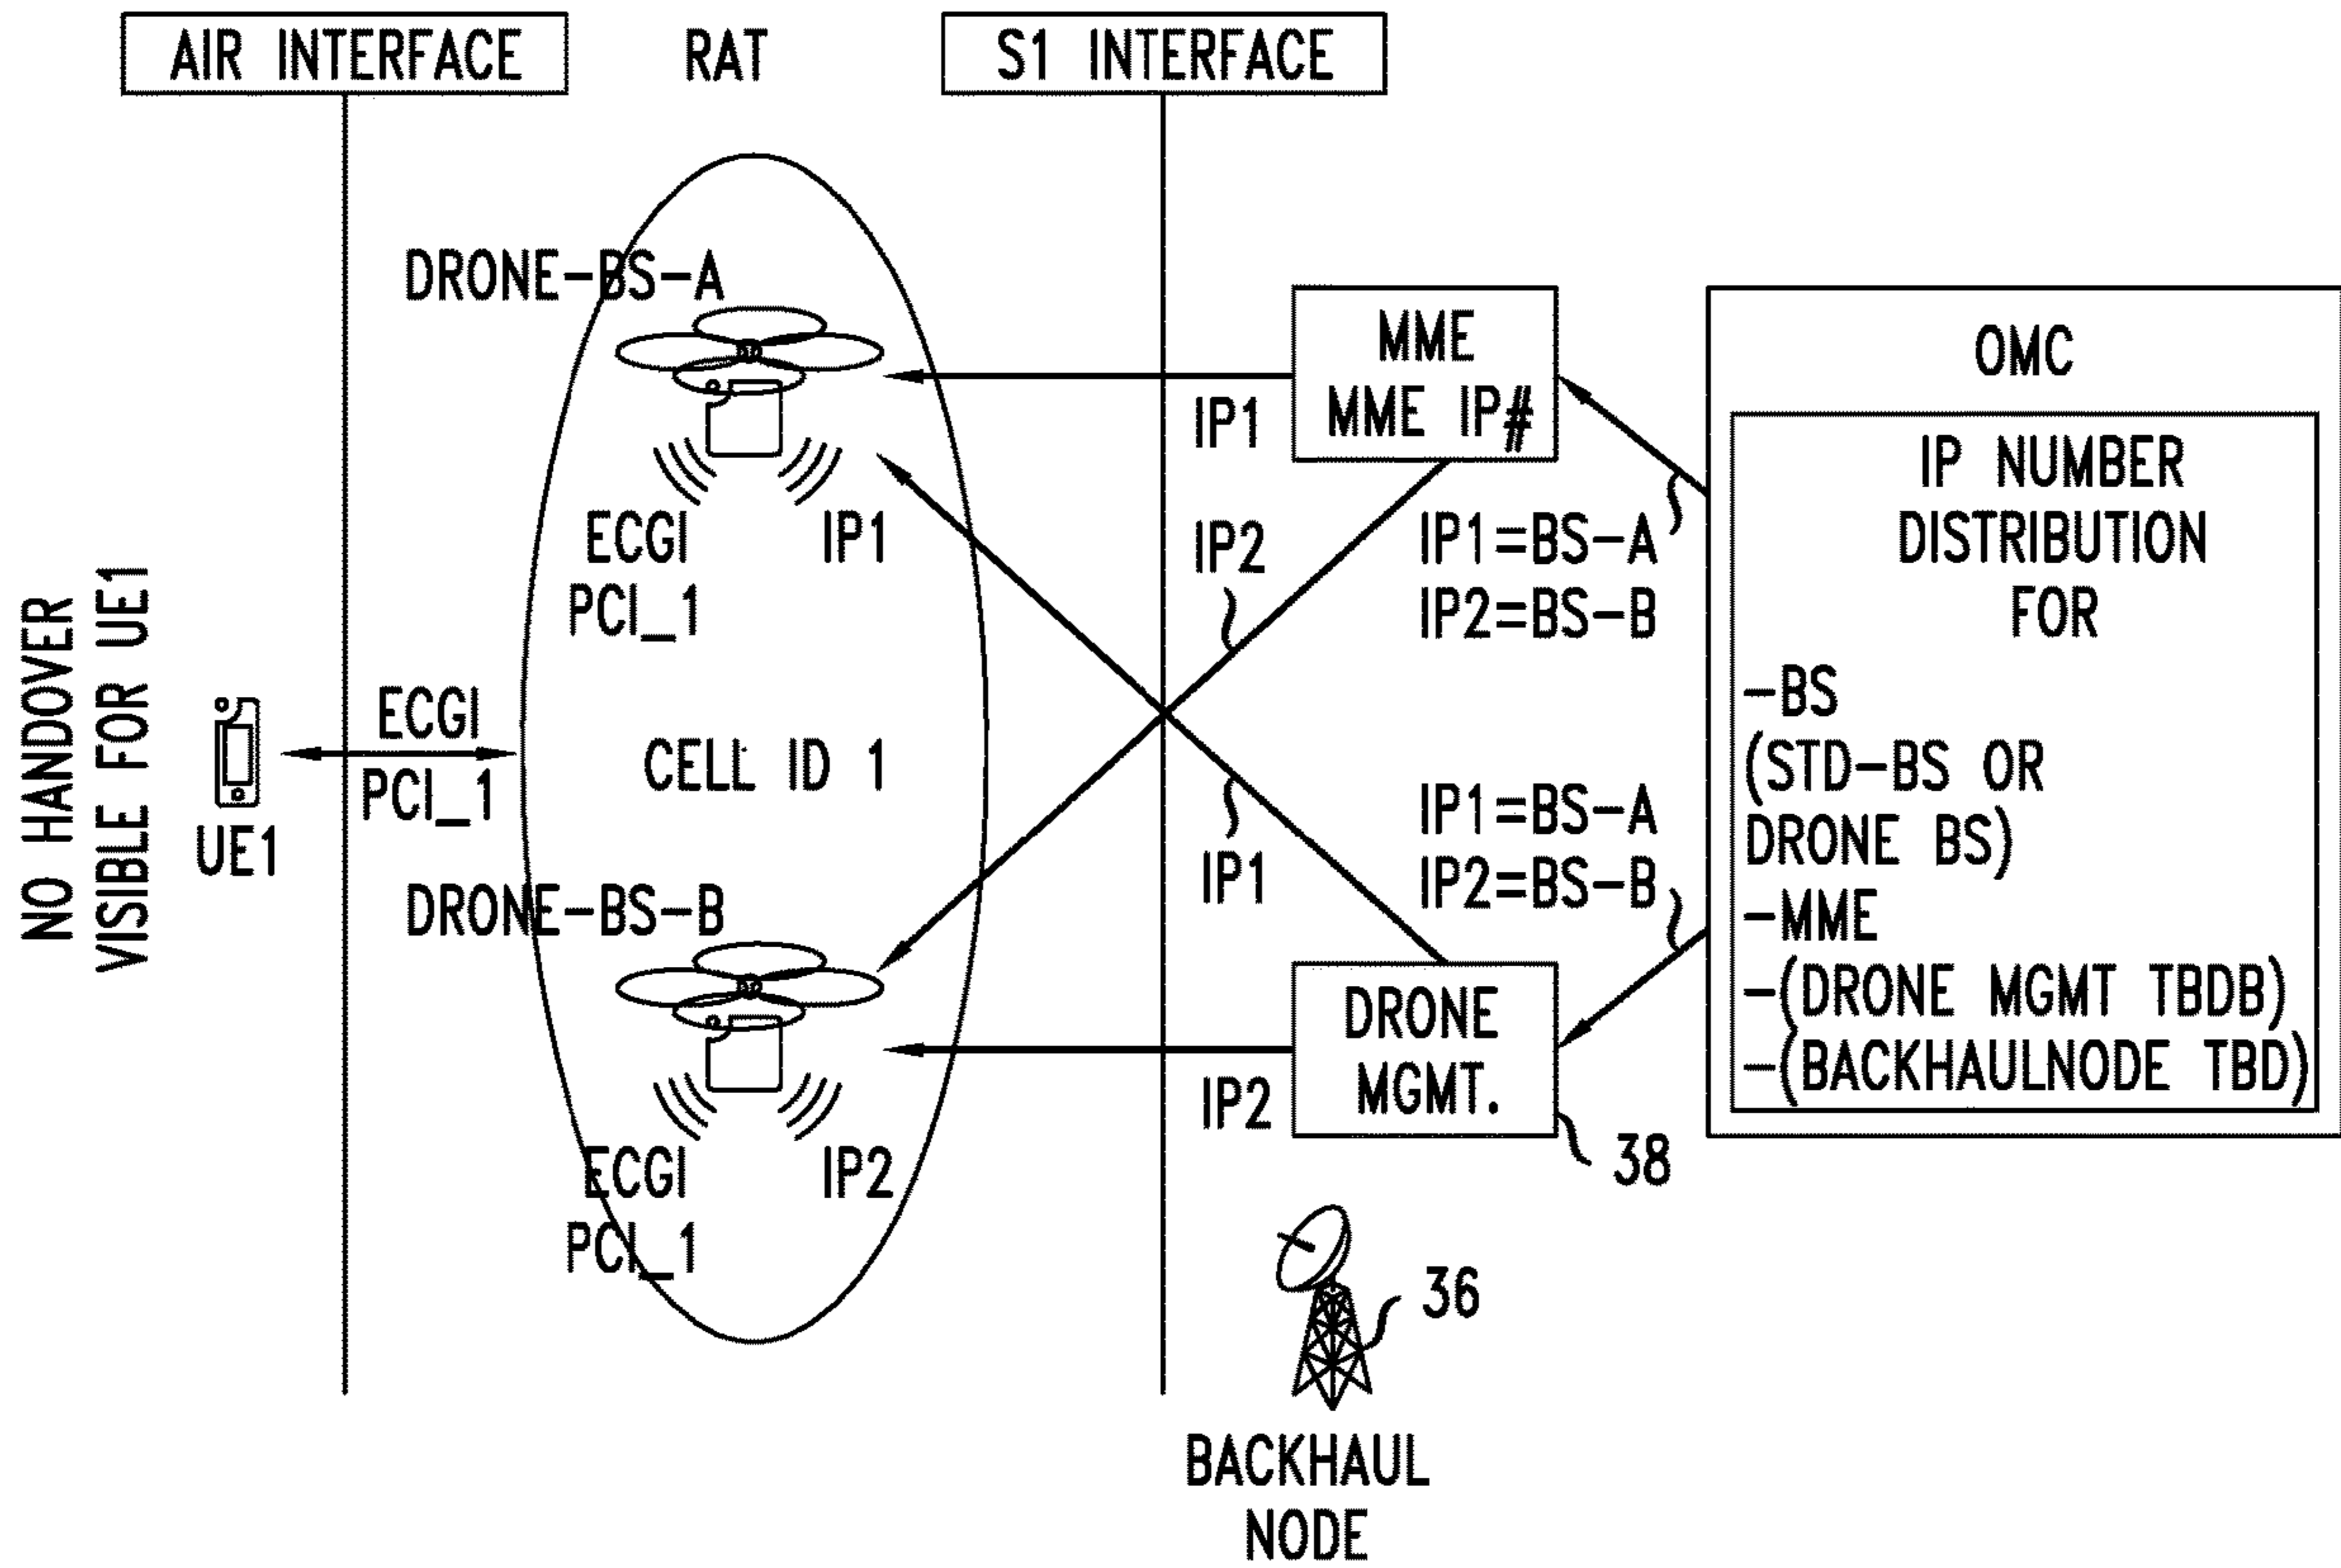 AIR INTERFACE
RAT
S1 INTERFACE
NO HANDOVER
VISIBLE FOR UE1
UE1
ECGI
PCI_1
DRONE-BS-A
ECGI
PCI_1
IP1
CELL ID 1
DRONE-BS-B
ECGI
PCI_1
IP2
IP1
IP2
IP1
IP2
MME
MME IP#
IP1=BS-A
IP2=BS-B
IP1=BS-A
IP2=BS-B
DRONE
MGMT.
38
36
BACKHAUL
NODE
OMC
IP NUMBER
DISTRIBUTION
FOR
-BS
(STD-BS OR
DRONE BS)
-MME
-(DRONE MGMT TBDB)
-(BACKHAULNODE TBD)